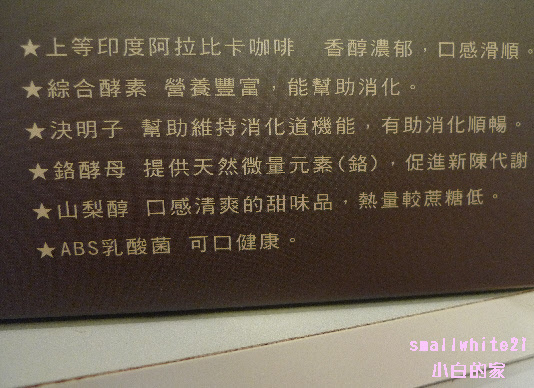 ★上等印度阿拉比卡咖啡 香醇濃郁，口感滑順。
★綜合酵素 營養豐富，能幫助消化。
★決明子 幫助維持消化道機能，有助消化順暢。
★鉻酵母 提供天然微量元素(鉻)，促進新陳代謝
★山梨醇 口感清爽的甜味品，熱量較蔗糖低。
★ABS乳酸菌 可口健康。
smallwhite21
小白的家